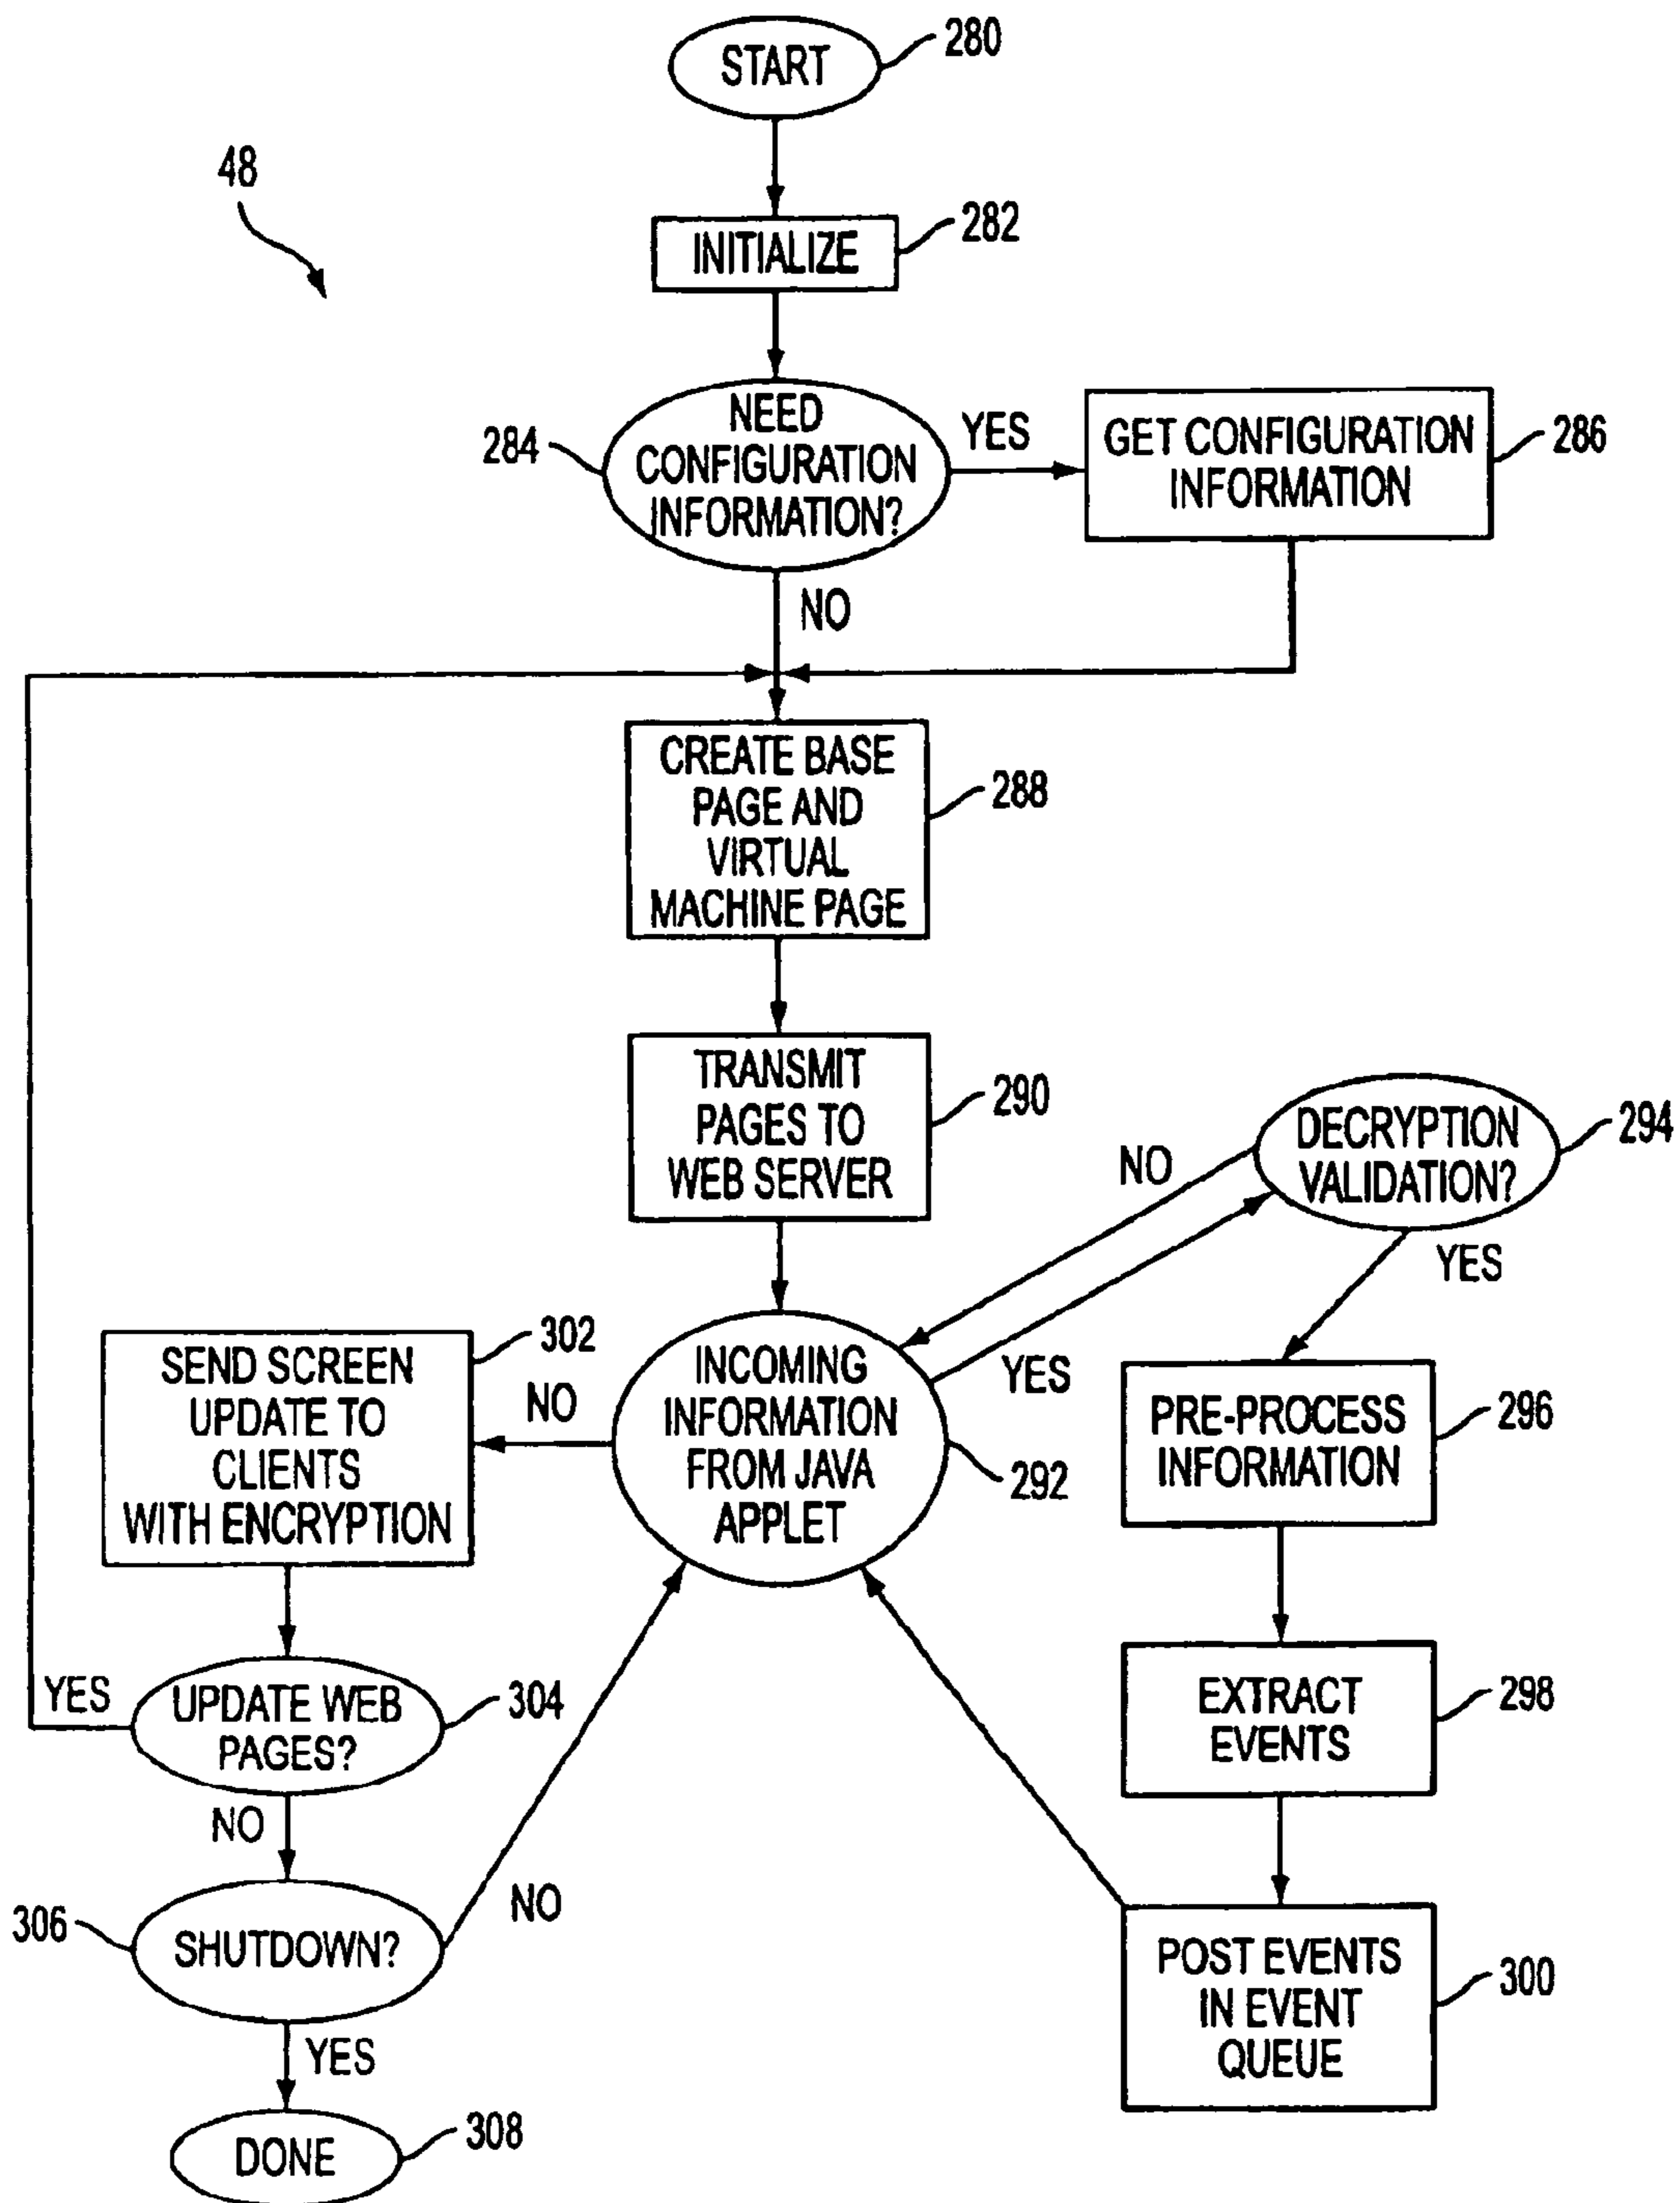 START
280
48
INITIALIZE
282
NEED
CONFIGURATION
INFORMATION?
284
YES
GET CONFIGURATION
INFORMATION
286
NO
CREATE BASE
PAGE AND
VIRTUAL
MACHINE PAGE
288
TRANSMIT
PAGES TO
WEB SERVER
290
DECRYPTION
VALIDATION?
294
NO
YES
YES
INCOMING
INFORMATION
FROM JAVA
APPLET
292
NO
SEND SCREEN
UPDATE TO
CLIENTS
WITH ENCRYPTION
302
PRE-PROCESS
INFORMATION
296
EXTRACT
EVENTS
298
POST EVENTS
IN EVENT
QUEUE
300
UPDATE WEB
PAGES?
304
YES
NO
SHUTDOWN?
306
NO
YES
DONE
308